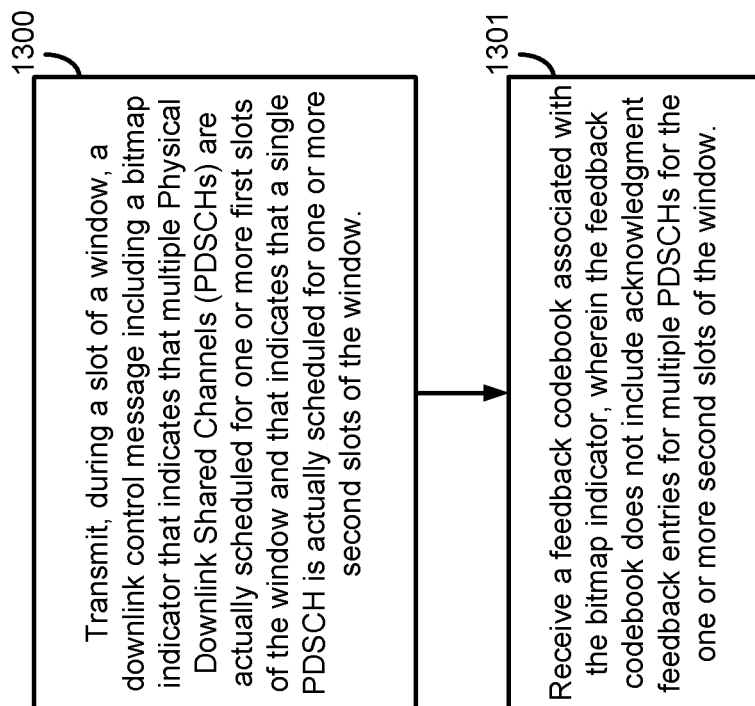 1300
Transmit, during a slot of a window, a
downlink control message including a bitmap
indicator that indicates that multiple Physical
Downlink Shared Channels (PDSCHs) are
actually scheduled for one or more first slots
of the window and that indicates that a single
PDSCH is actually scheduled for one or more
second slots of the window.
1301
Receive a feedback codebook associated with
the bitmap indicator, wherein the feedback
codebook does not include acknowledgment
feedback entries for multiple PDSCHs for the
one or more second slots of the window.